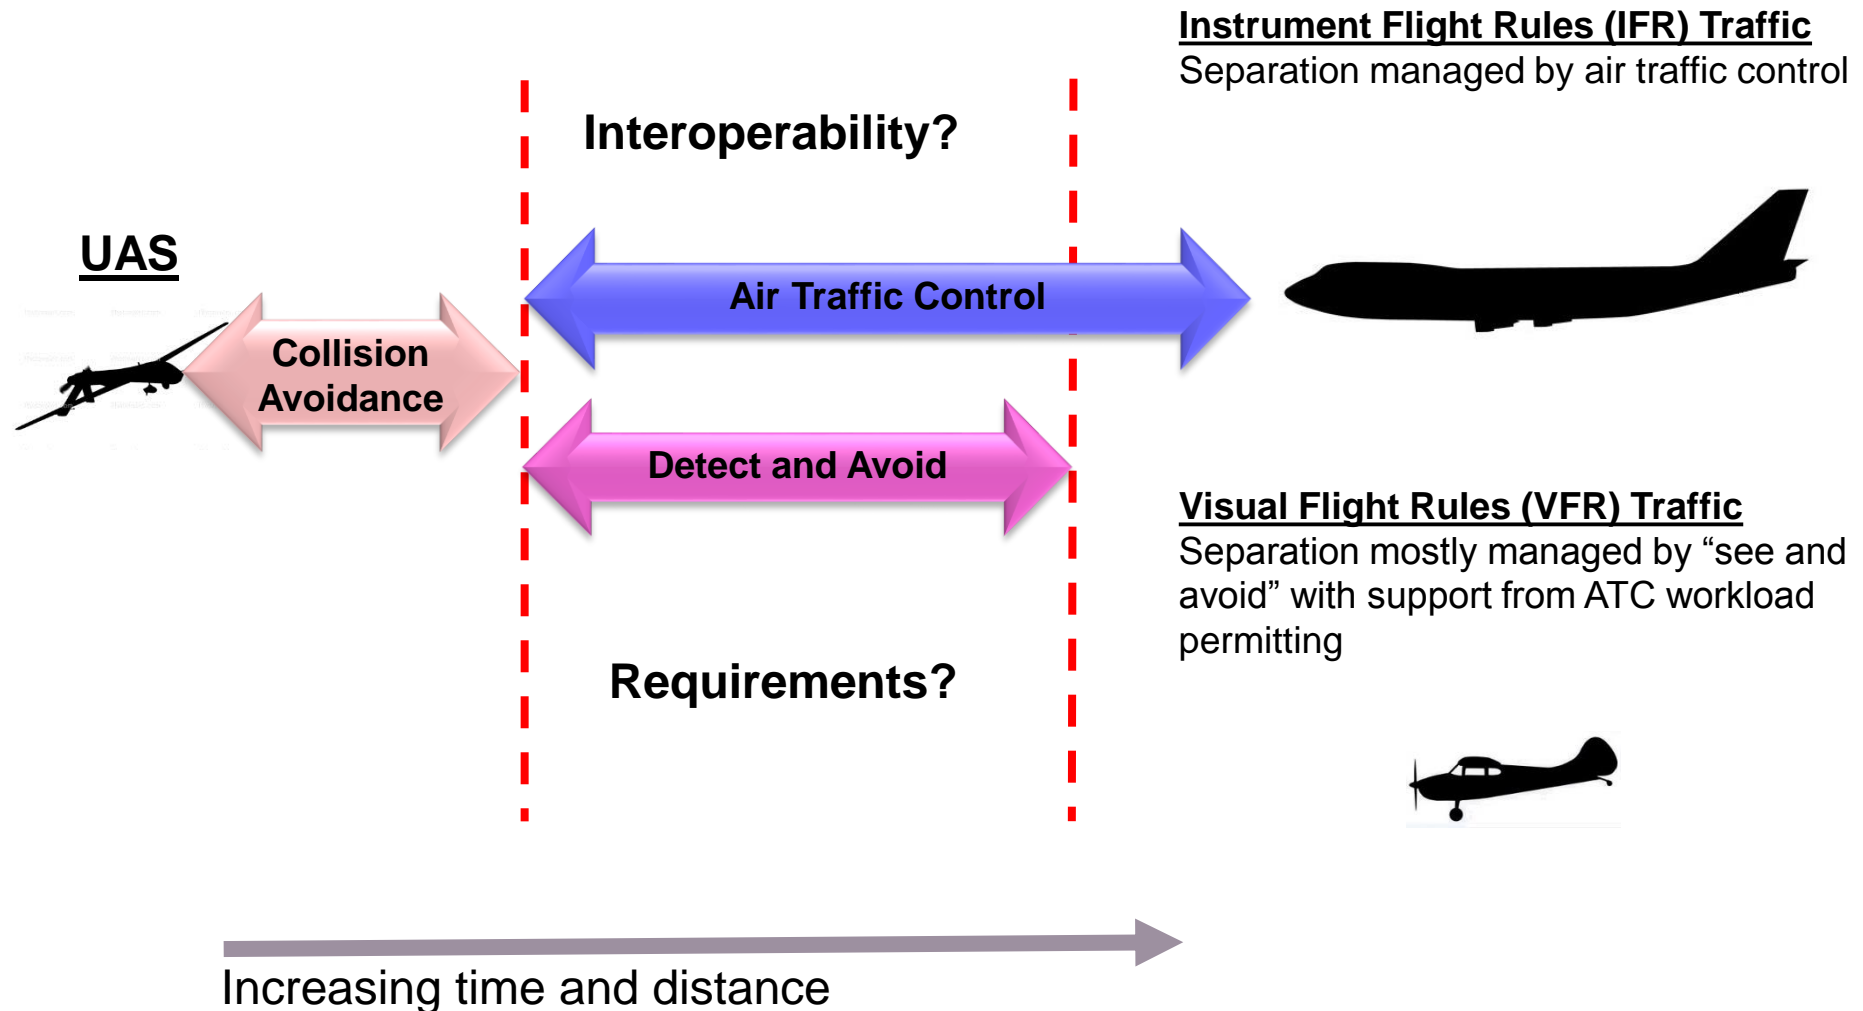 Instrument Flight Rules (IFR) Traffic
Separation managed by air traffic control
Interoperability?
UAS
Air Traffic Control
Collision
Avoidance
Detect and Avoid
Visual Flight Rules (VFR) Traffic
Separation mostly managed by “see and
avoid” with support from ATC workload
permitting
Requirements?
Increasing time and distance